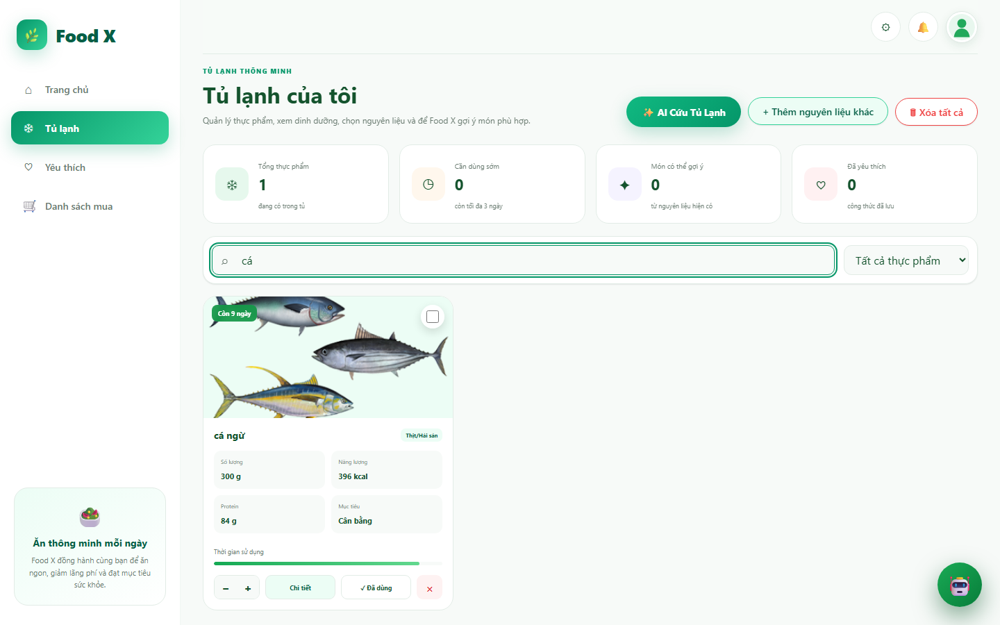 Food X
Trang chủ
Tủ lạnh
Yêu thích
Danh sách mua
Ăn thông minh mỗi ngày
Food X đồng hành cùng bạn để ăn
ngon, giảm lãng phí và đạt mục tiêu
sức khỏe.
TỦ LẠNH THÔNG MINH
Tủ lạnh của tôi
Quản lý thực phẩm, xem dinh dưỡng, chọn nguyên liệu và để Food X gợi ý món phù hợp.
AI Cứu Tủ Lạnh
+ Thêm nguyên liệu khác
Xóa tất cả
Tổng thực phẩm
1
đang có trong tủ
Cần dùng sớm
0
còn tối đa 3 ngày
Món có thể gợi ý
0
từ nguyên liệu hiện có
Đã yêu thích
0
công thức đã lưu
cá
Tất cả thực phẩm
Còn 9 ngày
cá ngừ
Thịt/Hải sản
Số lượng
300 g
Năng lượng
396 kcal
Protein
84 g
Mục tiêu
Cân bằng
Thời gian sử dụng
− +
Chi tiết
✓ Đã dùng
×